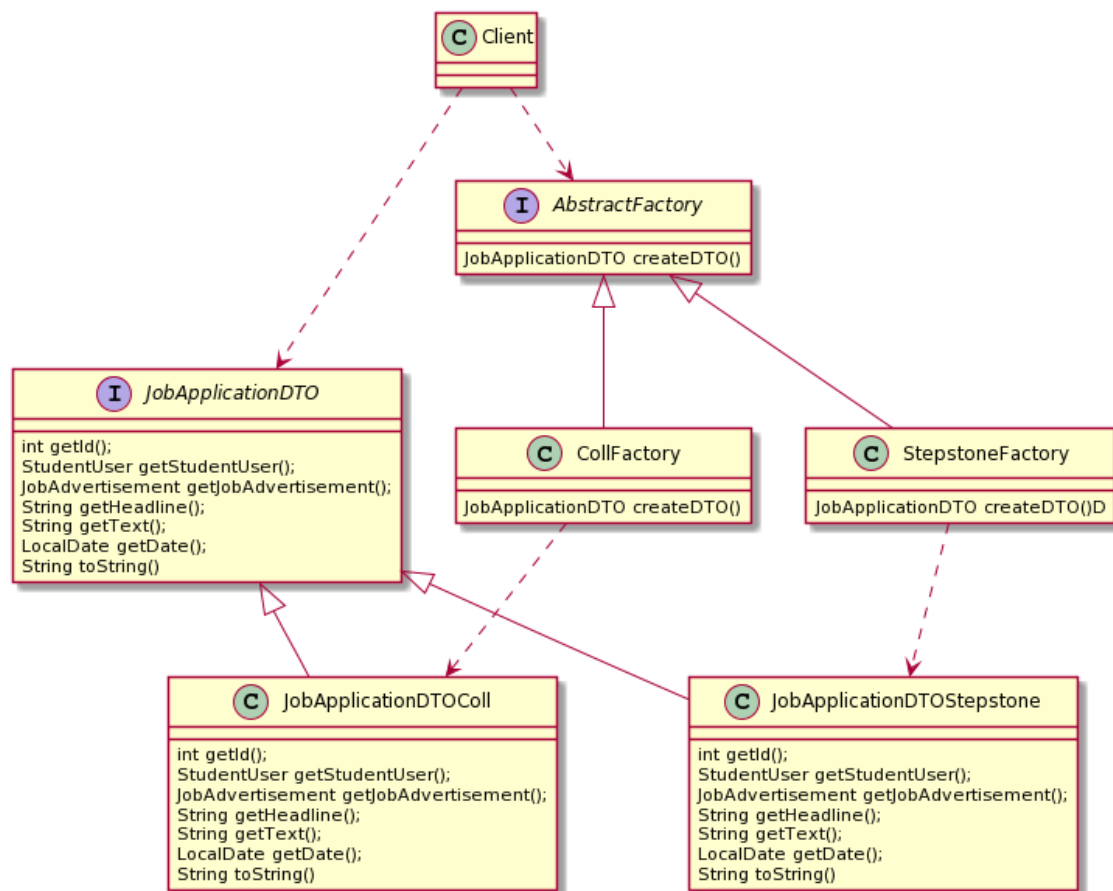 C Client
I AbstractFactory
JobApplicationDTO createDTO()
I JobApplicationDTO
int getId();
StudentUser getStudentUser();
JobAdvertisement getJobAdvertisement();
String getHeadline();
String getText();
LocalDate getDate();
String toString()
C CollFactory
JobApplicationDTO createDTO()
C StepstoneFactory
JobApplicationDTO createDTO()D
C JobApplicationDTOColl
int getId();
StudentUser getStudentUser();
JobAdvertisement getJobAdvertisement();
String getHeadline();
String getText();
LocalDate getDate();
String toString()
C JobApplicationDTOStepstone
int getId();
StudentUser getStudentUser();
JobAdvertisement getJobAdvertisement();
String getHeadline();
String getText();
LocalDate getDate();
String toString()